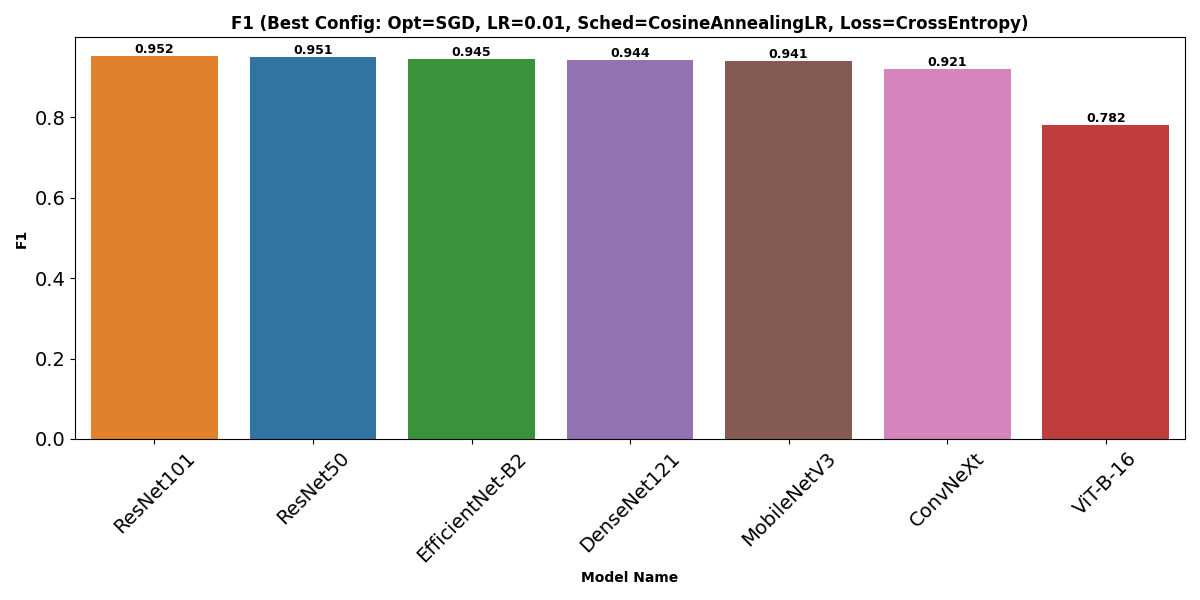 F1 (Best Config: Opt=SGD, LR=0.01, Sched=CosineAnnealingLR, Loss=CrossEntropy)
0.952
0.951
0.945
0.944
0.941
0.921
0.782
0.8
0.6
0.4
0.2
0.0
F1
ResNet101
ResNet50
EfficientNet-B2
DenseNet121
MobileNetV3
ConvNeXt
ViT-B-16
Model Name